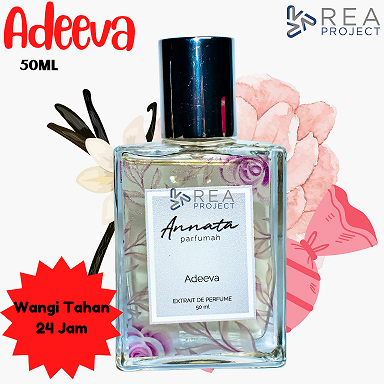 Adeeva
50ML
REA
PROJECT
REA
PROJECT
Annata
parfumah
Adeeva
EXTRAIT DE PERFUME
50 ml
Wangi Tahan
24 Jam